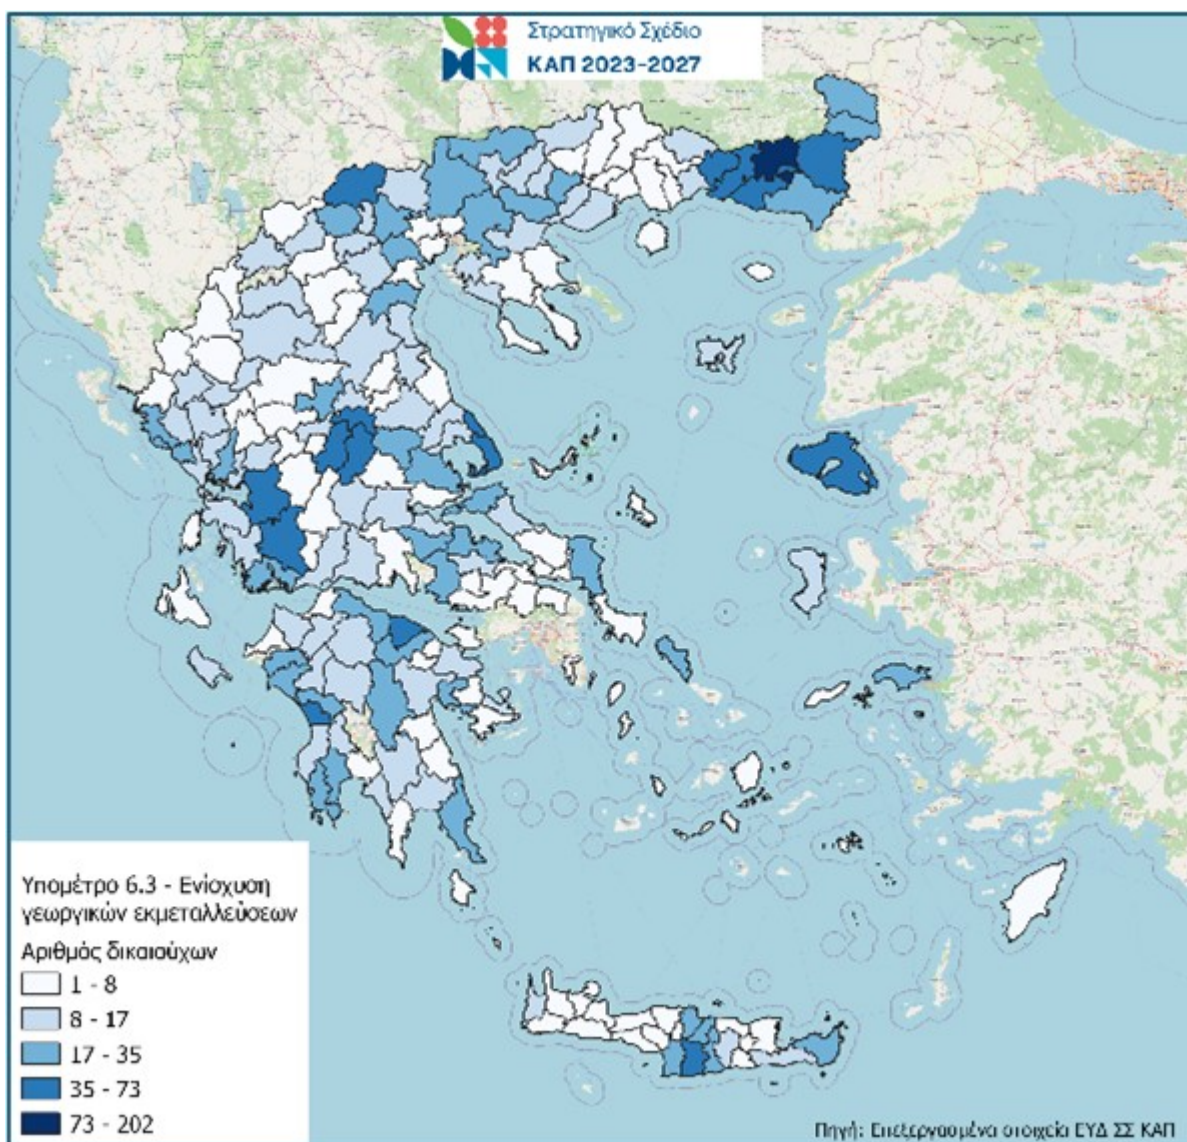 Στρατηγικό Σχέδιο
ΚΑΠ 2023-2027
Υπομέτρο 6.3 - Ενίσχυση
γεωργικών εκμεταλλεύσεων
Αριθμός δικαιούχων
1 - 8
8 - 17
17 - 35
35 - 73
73 - 202
Πηγή: Επεξεργασμένα στοιχεία ΕΥΔ ΣΣ ΚΑΠ